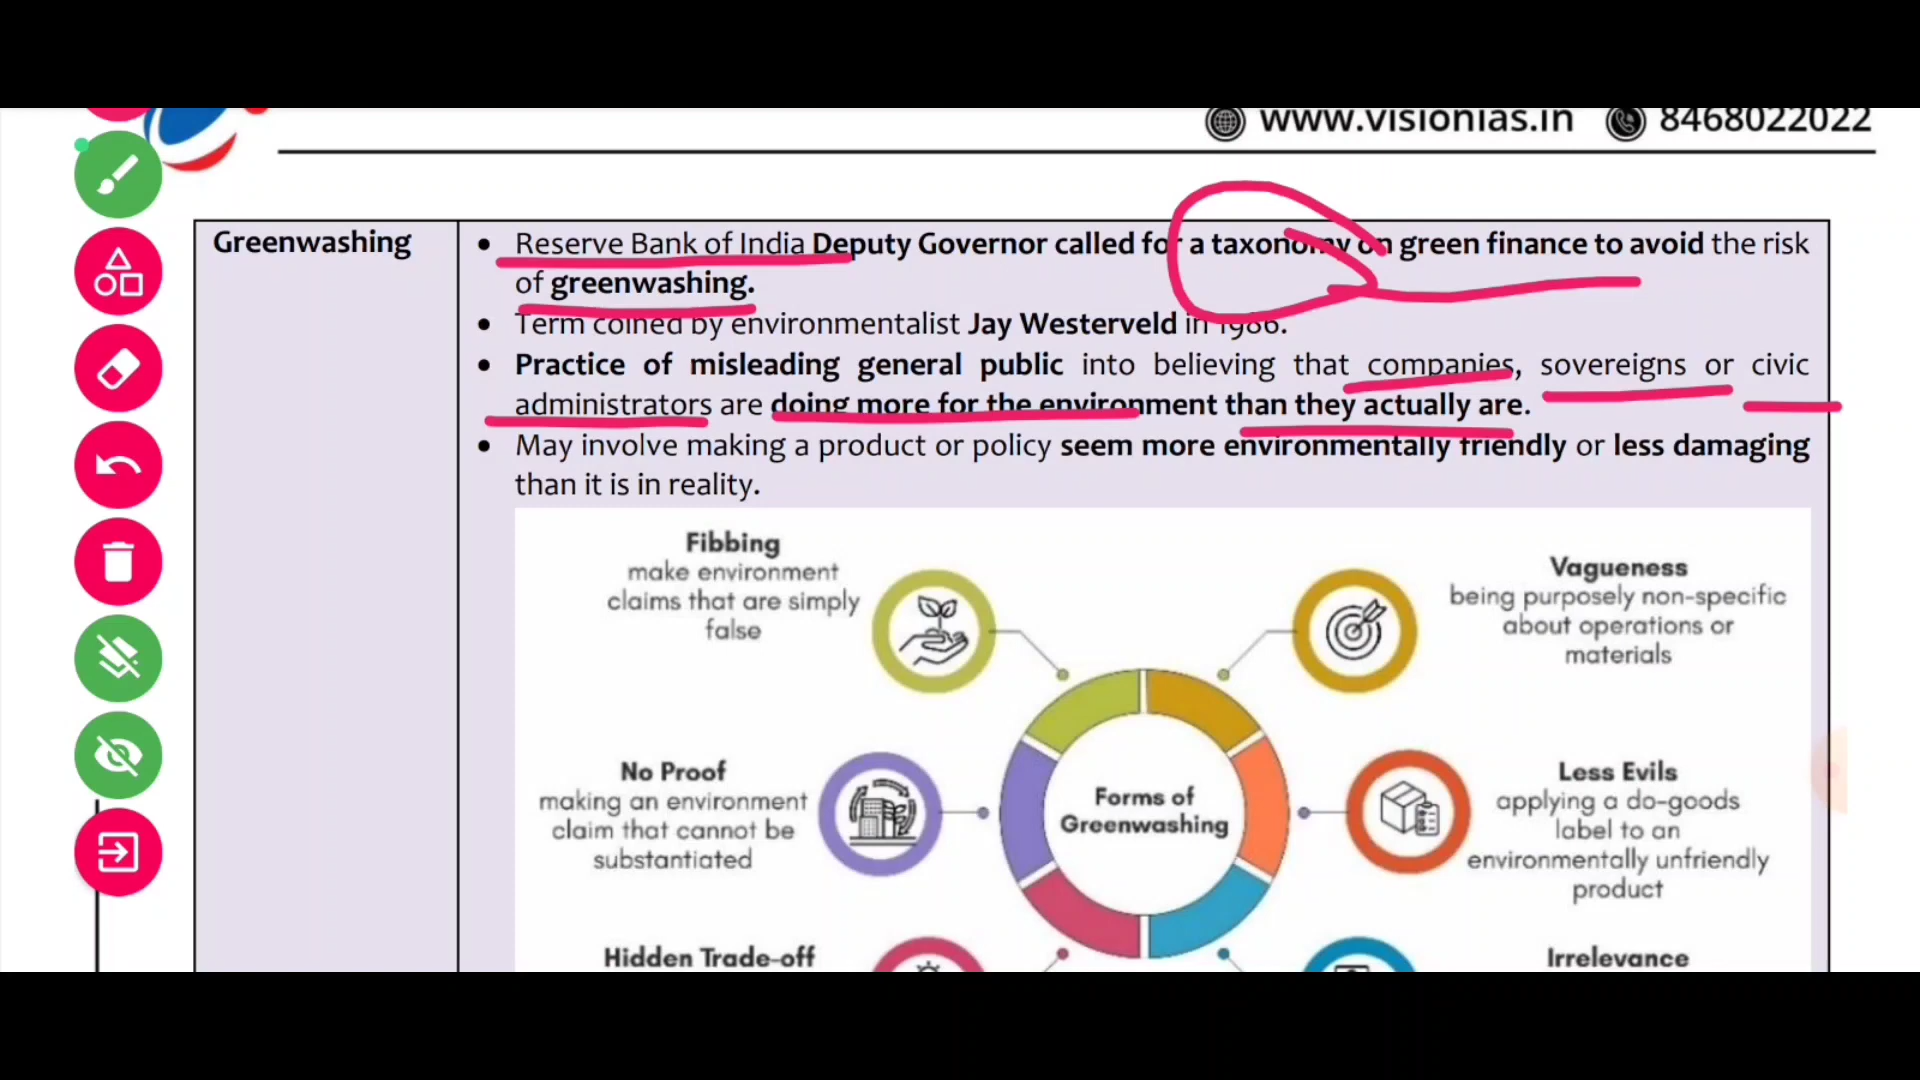 www.visionias.in 8468022022
Greenwashing
• Reserve Bank of India Deputy Governor called for a taxonomy on green finance to avoid the risk
of greenwashing.
• Term coined by environmentalist Jay Westerveld in 1986.
• Practice of misleading general public into believing that companies, sovereigns or civic
administrators are doing more for the environment than they actually are.
• May involve making a product or policy seem more environmentally friendly or less damaging
than it is in reality.
Fibbing
make environment
claims that are simply
false
Vagueness
being purposely non-specific
about operations or
materials
No Proof
making an environment
claim that cannot be
substantiated
Forms of
Greenwashing
Less Evils
applying a do-goods
label to an
environmentally unfriendly
product
Hidden Trade-off
Irrelevance